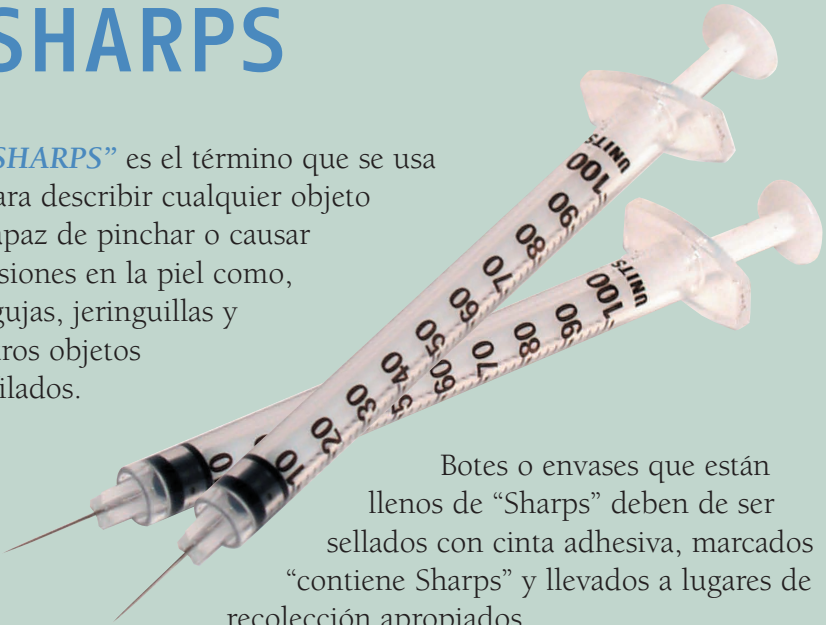 SHARPS
SHARPS” es el término que se usa
ara describir cualquier objeto
apaz de pinchar o causar
siones en la piel como,
gujas, jeringuillas y
tros objetos
ilados.
UNITS
100
90
80
70
60
50
40
30
20
10
UNITS
100
90
80
70
60
Botes o envases que están
llenos de “Sharps” deben de ser
sellados con cinta adhesiva, marcados
“contiene Sharps” y llevados a lugares de
recolección apropiados